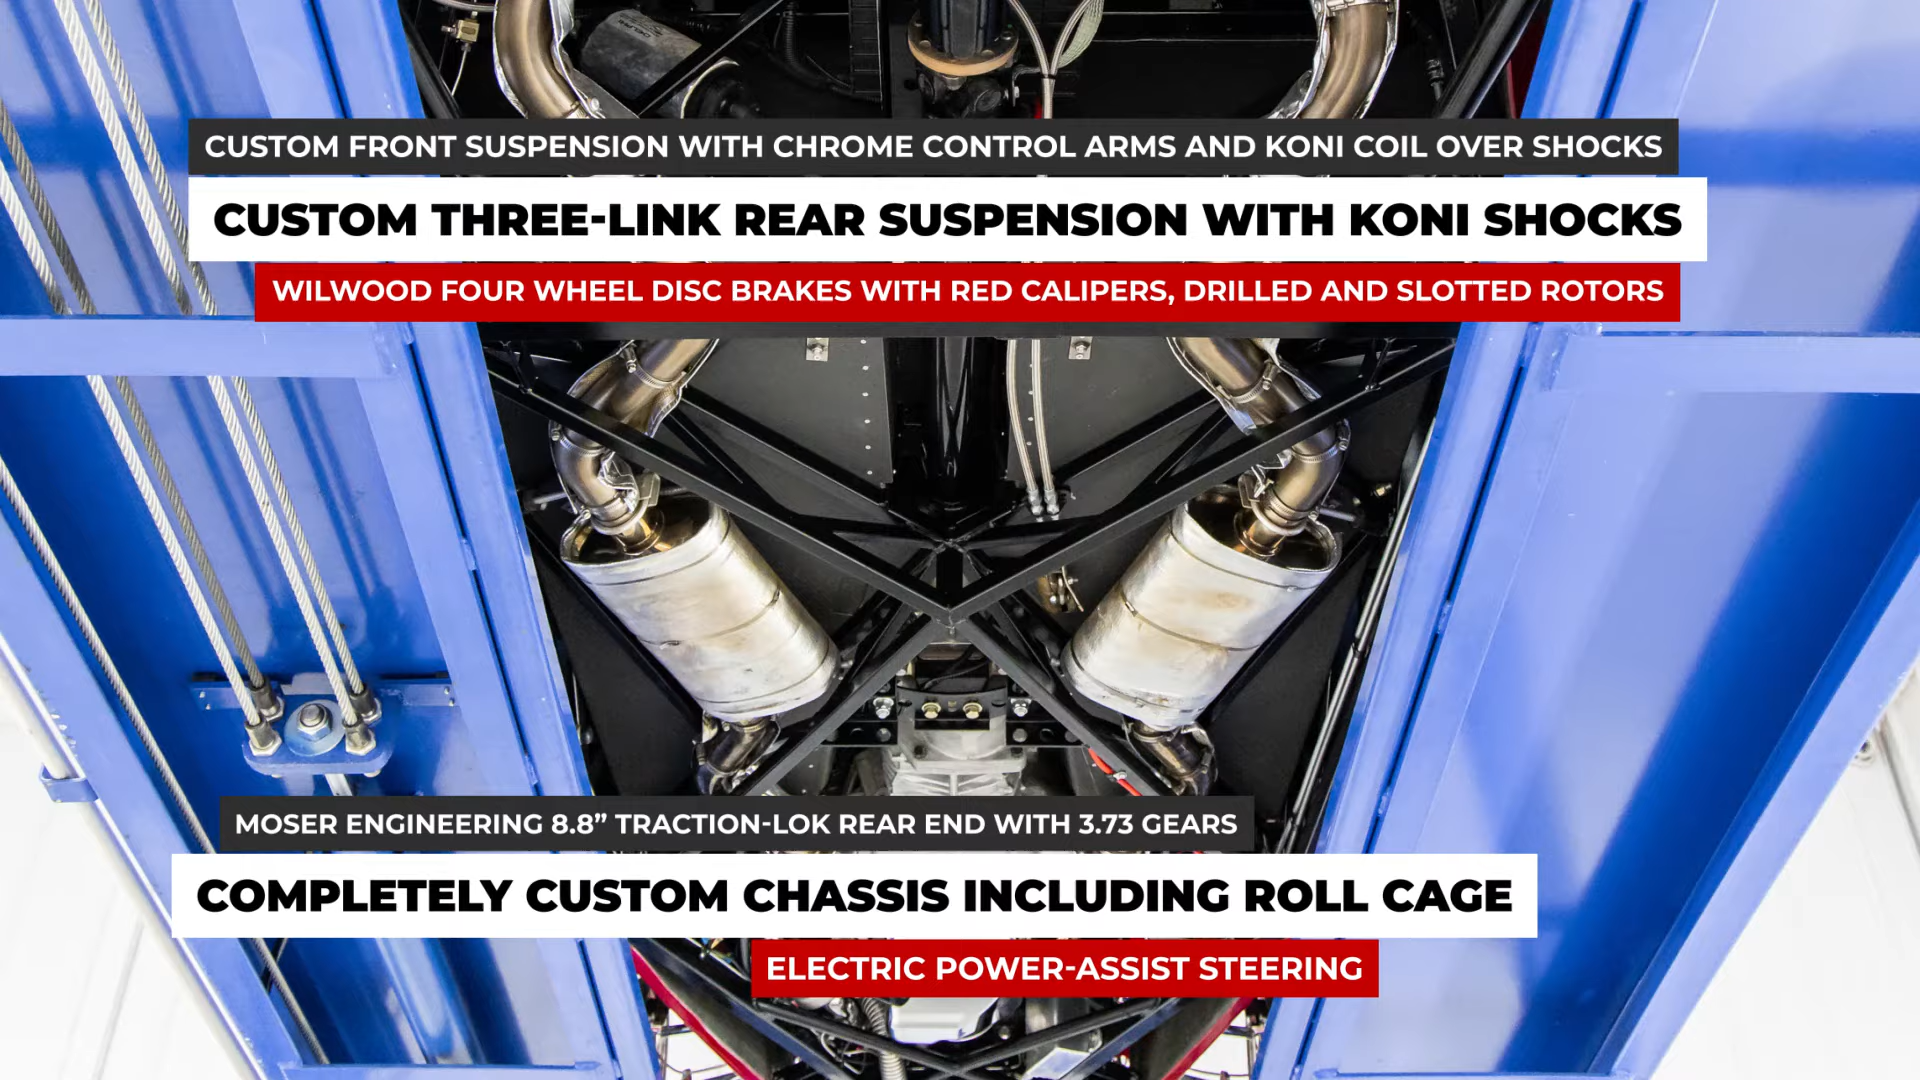 CUSTOM FRONT SUSPENSION WITH CHROME CONTROL ARMS AND KONI COIL OVER SHOCKS
CUSTOM THREE-LINK REAR SUSPENSION WITH KONI SHOCKS
WILWOOD FOUR WHEEL DISC BRAKES WITH RED CALIPERS, DRILLED AND SLOTTED ROTORS
MOSER ENGINEERING 8.8” TRACTION-LOK REAR END WITH 3.73 GEARS
COMPLETELY CUSTOM CHASSIS INCLUDING ROLL CAGE
ELECTRIC POWER-ASSIST STEERING